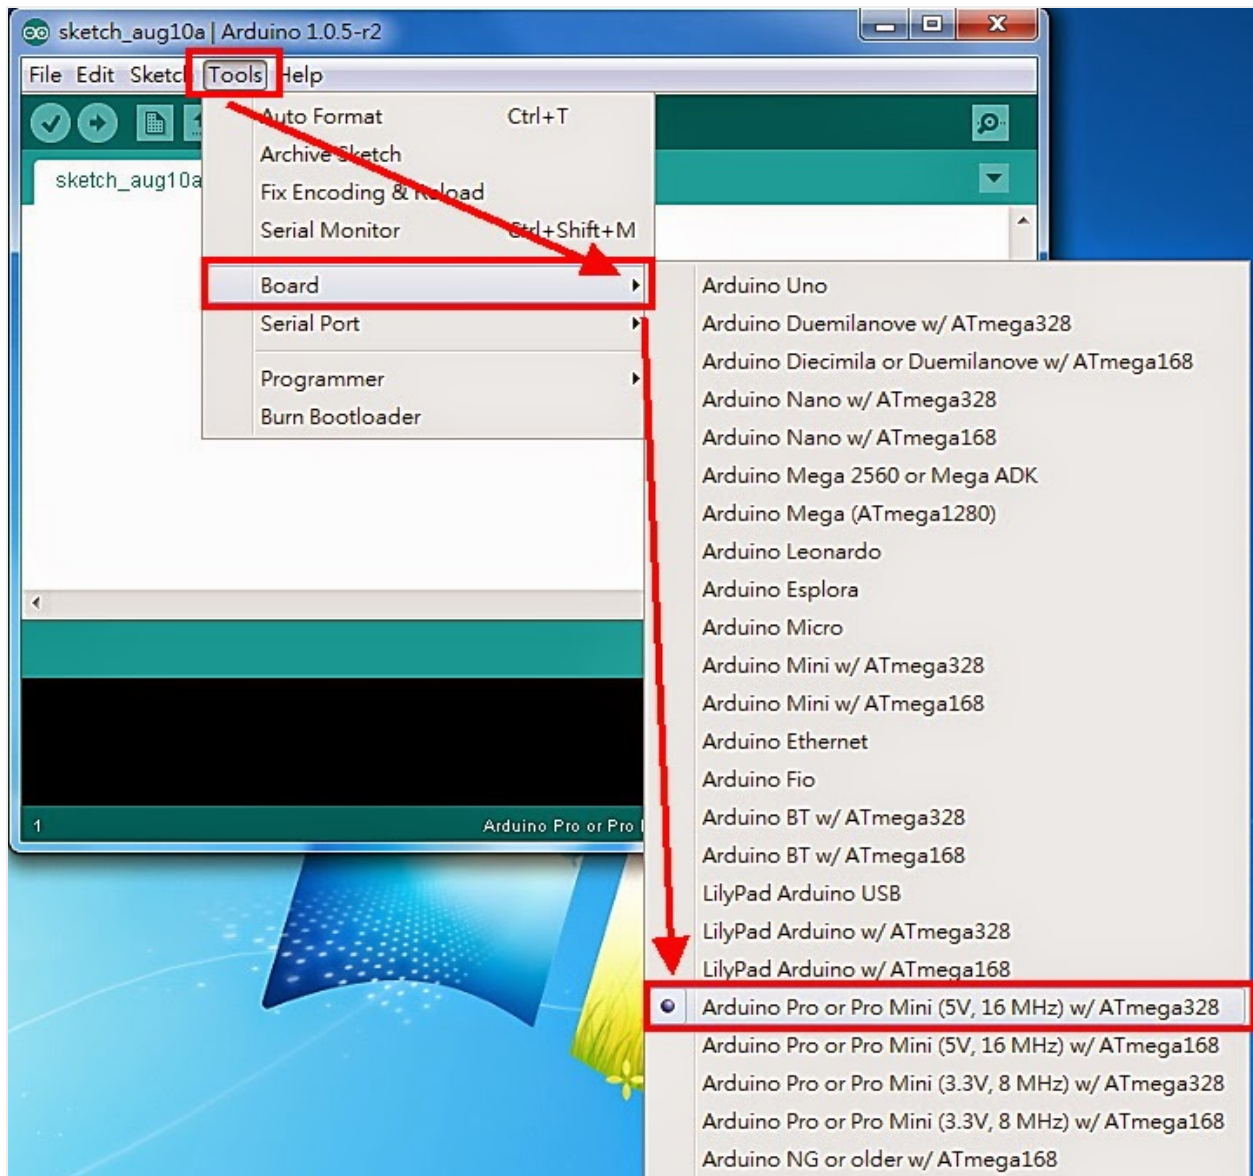 sketch_aug10a | Arduino 1.0.5-r2
File Edit Sketch Tools Help
Auto Format Ctrl+T
Archive Sketch
sketch_aug10a
Fix Encoding & Reload
Serial Monitor Ctrl+Shift+M
Board
Serial Port
Programmer
Burn Bootloader
Arduino Uno
Arduino Duemilanove w/ ATmega328
Arduino Diecimila or Duemilanove w/ ATmega168
Arduino Nano w/ ATmega328
Arduino Nano w/ ATmega168
Arduino Mega 2560 or Mega ADK
Arduino Mega (ATmega1280)
Arduino Leonardo
Arduino Esplora
Arduino Micro
Arduino Mini w/ ATmega328
Arduino Mini w/ ATmega168
Arduino Ethernet
Arduino Fio
Arduino BT w/ ATmega328
Arduino BT w/ ATmega168
LilyPad Arduino USB
LilyPad Arduino w/ ATmega328
LilyPad Arduino w/ ATmega168
Arduino Pro or Pro Mini (5V, 16 MHz) w/ ATmega328
Arduino Pro or Pro Mini (5V, 16 MHz) w/ ATmega168
Arduino Pro or Pro Mini (3.3V, 8 MHz) w/ ATmega328
Arduino Pro or Pro Mini (3.3V, 8 MHz) w/ ATmega168
Arduino NG or older w/ ATmega168
1 Arduino Pro or Pro